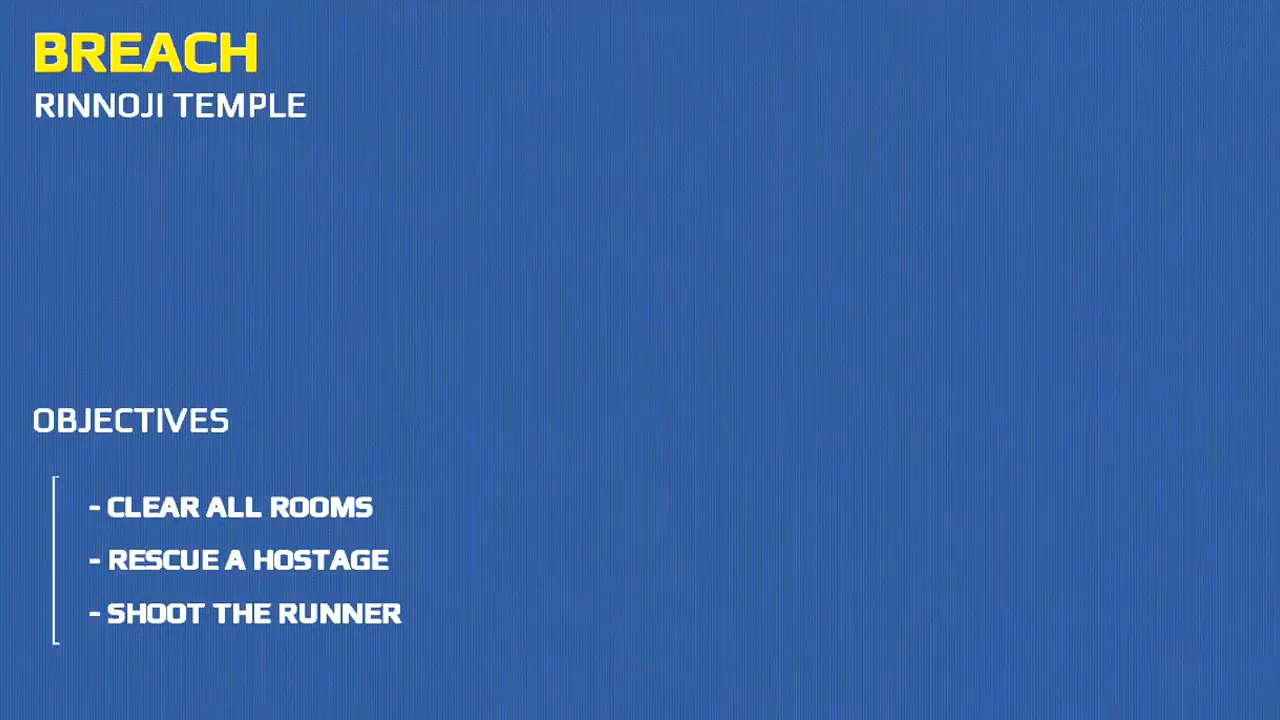 BREACH
RINNOJI TEMPLE
OBJECTIVES
- CLEAR ALL ROOMS
- RESCUE A HOSTAGE
- SHOOT THE RUNNER